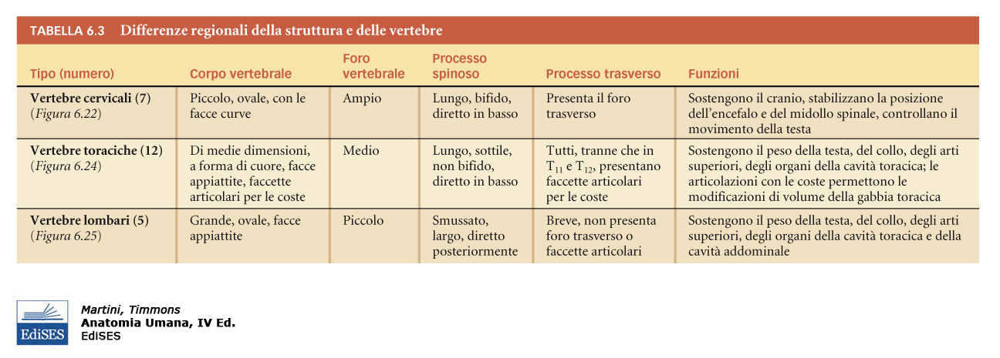 TABELLA 6.3 Differenze regionali della struttura e delle vertebre
Tipo (numero)
Corpo vertebrale
Foro
vertebrale
Processo
spinoso
Processo trasverso
Funzioni
Vertebre cervicali (7)
(Figura 6.22)
Piccolo, ovale, con le
facce curve
Ampio
Lungo, bifido,
diretto in basso
Presenta il foro
trasverso
Sostengono il cranio, stabilizzano la posizione
dell'encefalo e del midollo spinale, controllano il
movimento della testa
Vertebre toraciche (12)
(Figura 6.24)
Di medie dimensioni,
a forma di cuore, facce
appiattite, faccette
articolari per le coste
Medio
Lungo, sottile,
non bifido,
diretto in basso
Tutti, tranne che in
T11 e T12, presentano
faccette articolari
per le coste
Sostengono il peso della testa, del collo, degli arti
superiori, degli organi della cavità toracica; le
articolazioni con le coste permettono le
modificazioni di volume della gabbia toracica
Vertebre lombari (5)
(Figura 6.25)
Grande, ovale, facce
appiattite
Piccolo
Smussato,
largo, diretto
posteriormente
Breve, non presenta
foro trasverso o
faccette articolari
Sostengono il peso della testa, del collo, degli arti
superiori, degli organi della cavità toracica e della
cavità addominale
EdiSES
Martini, Timmons
Anatomia Umana, IV Ed.
EdiSES